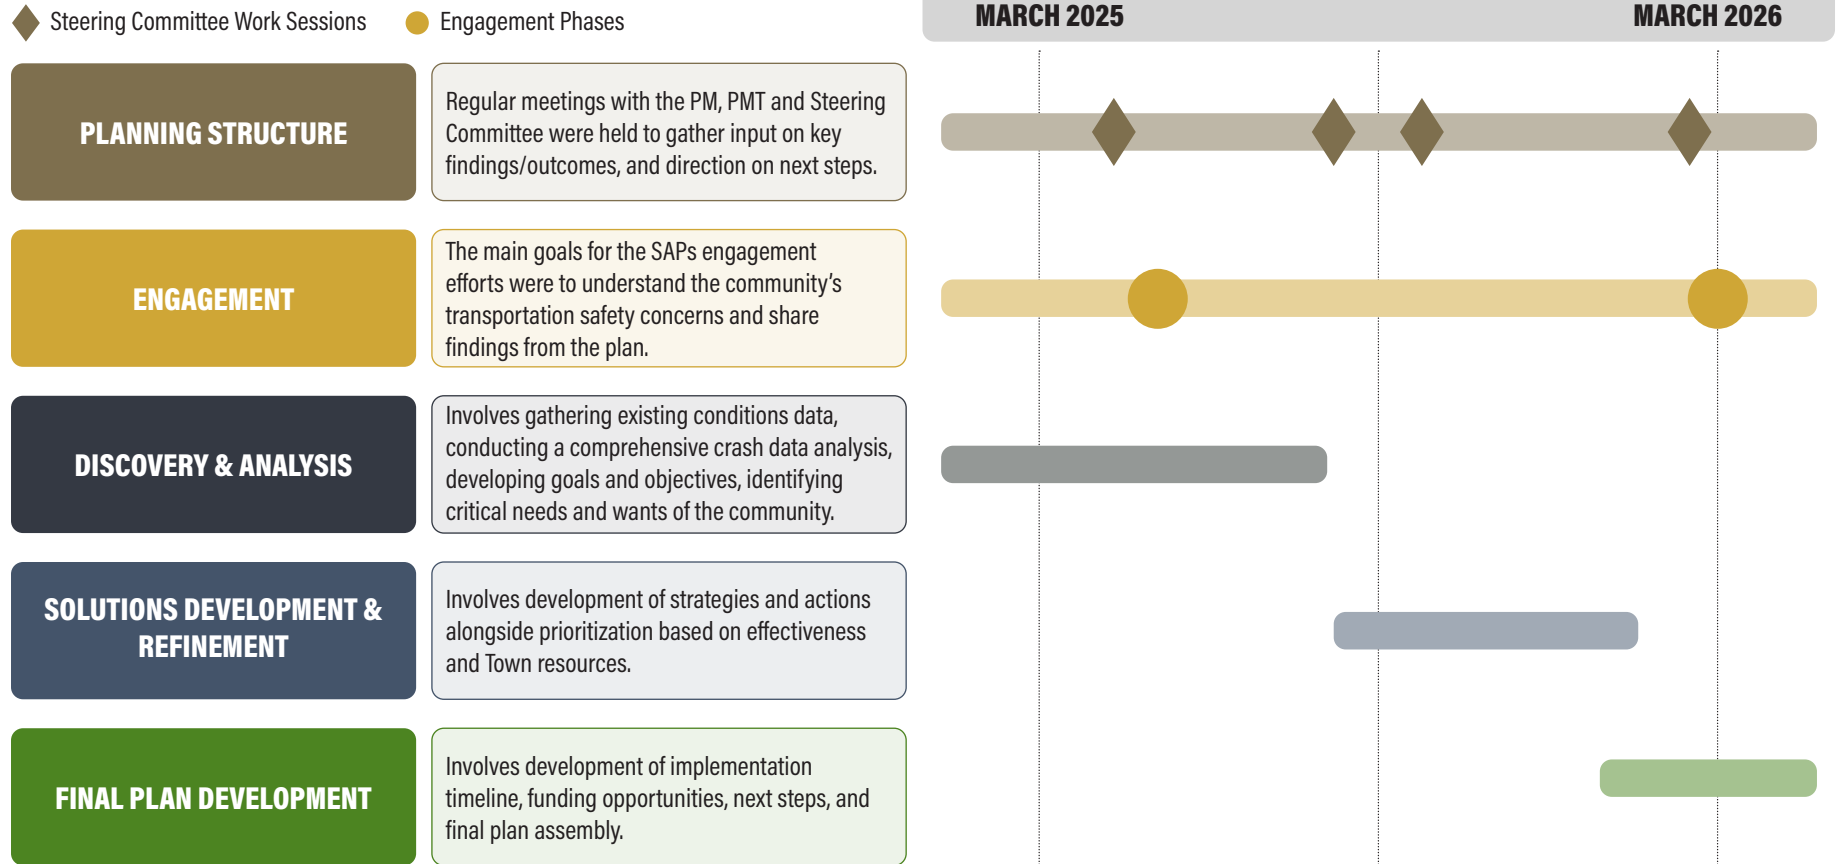 Steering Committee Work Sessions
Engagement Phases
MARCH 2025
MARCH 2026
PLANNING STRUCTURE
Regular meetings with the PM, PMT and Steering
Committee were held to gather input on key
findings/outcomes, and direction on next steps.
ENGAGEMENT
The main goals for the SAPs engagement
efforts were to understand the community’s
transportation safety concerns and share
findings from the plan.
DISCOVERY & ANALYSIS
Involves gathering existing conditions data,
conducting a comprehensive crash data analysis,
developing goals and objectives, identifying
critical needs and wants of the community.
SOLUTIONS DEVELOPMENT &
REFINEMENT
Involves development of strategies and actions
alongside prioritization based on effectiveness
and Town resources.
FINAL PLAN DEVELOPMENT
Involves development of implementation
timeline, funding opportunities, next steps, and
final plan assembly.